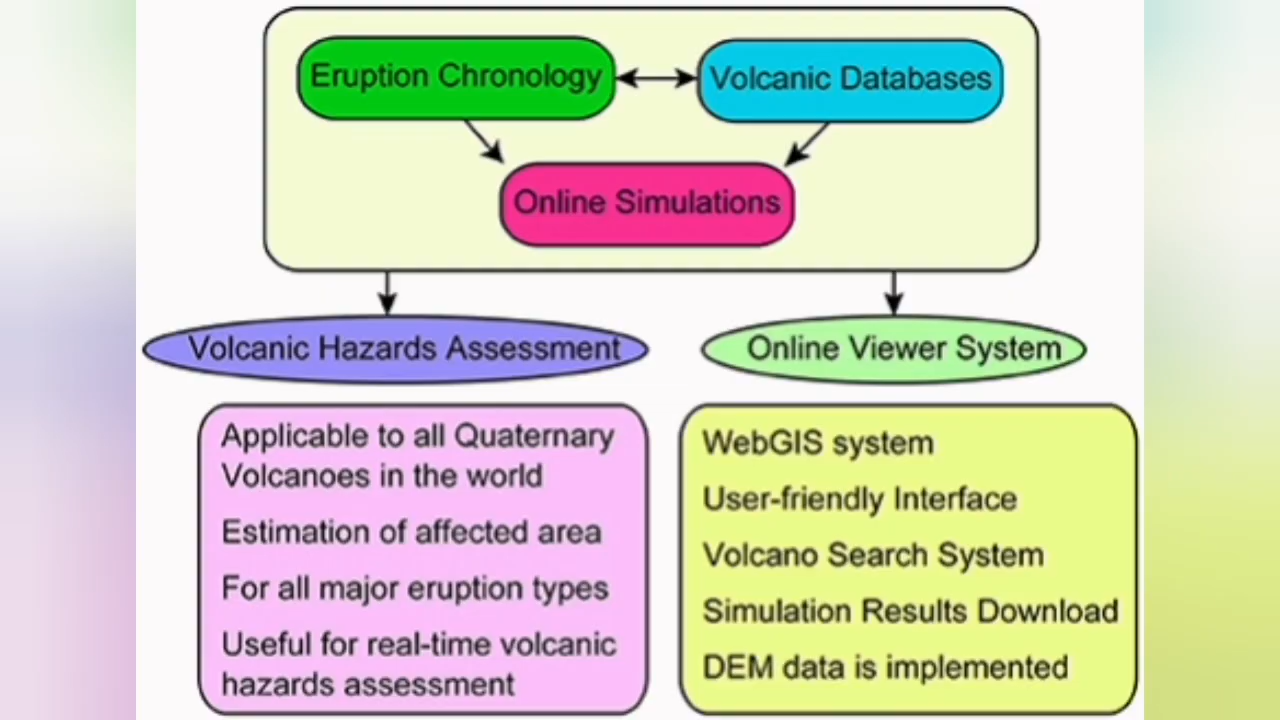 Eruption Chronology
Volcanic Databases
Online Simulations
Volcanic Hazards Assessment
Online Viewer System
Applicable to all Quaternary
Volcanoes in the world
Estimation of affected area
For all major eruption types
Useful for real-time volcanic
hazards assessment
WebGIS system
User-friendly Interface
Volcano Search System
Simulation Results Download
DEM data is implemented